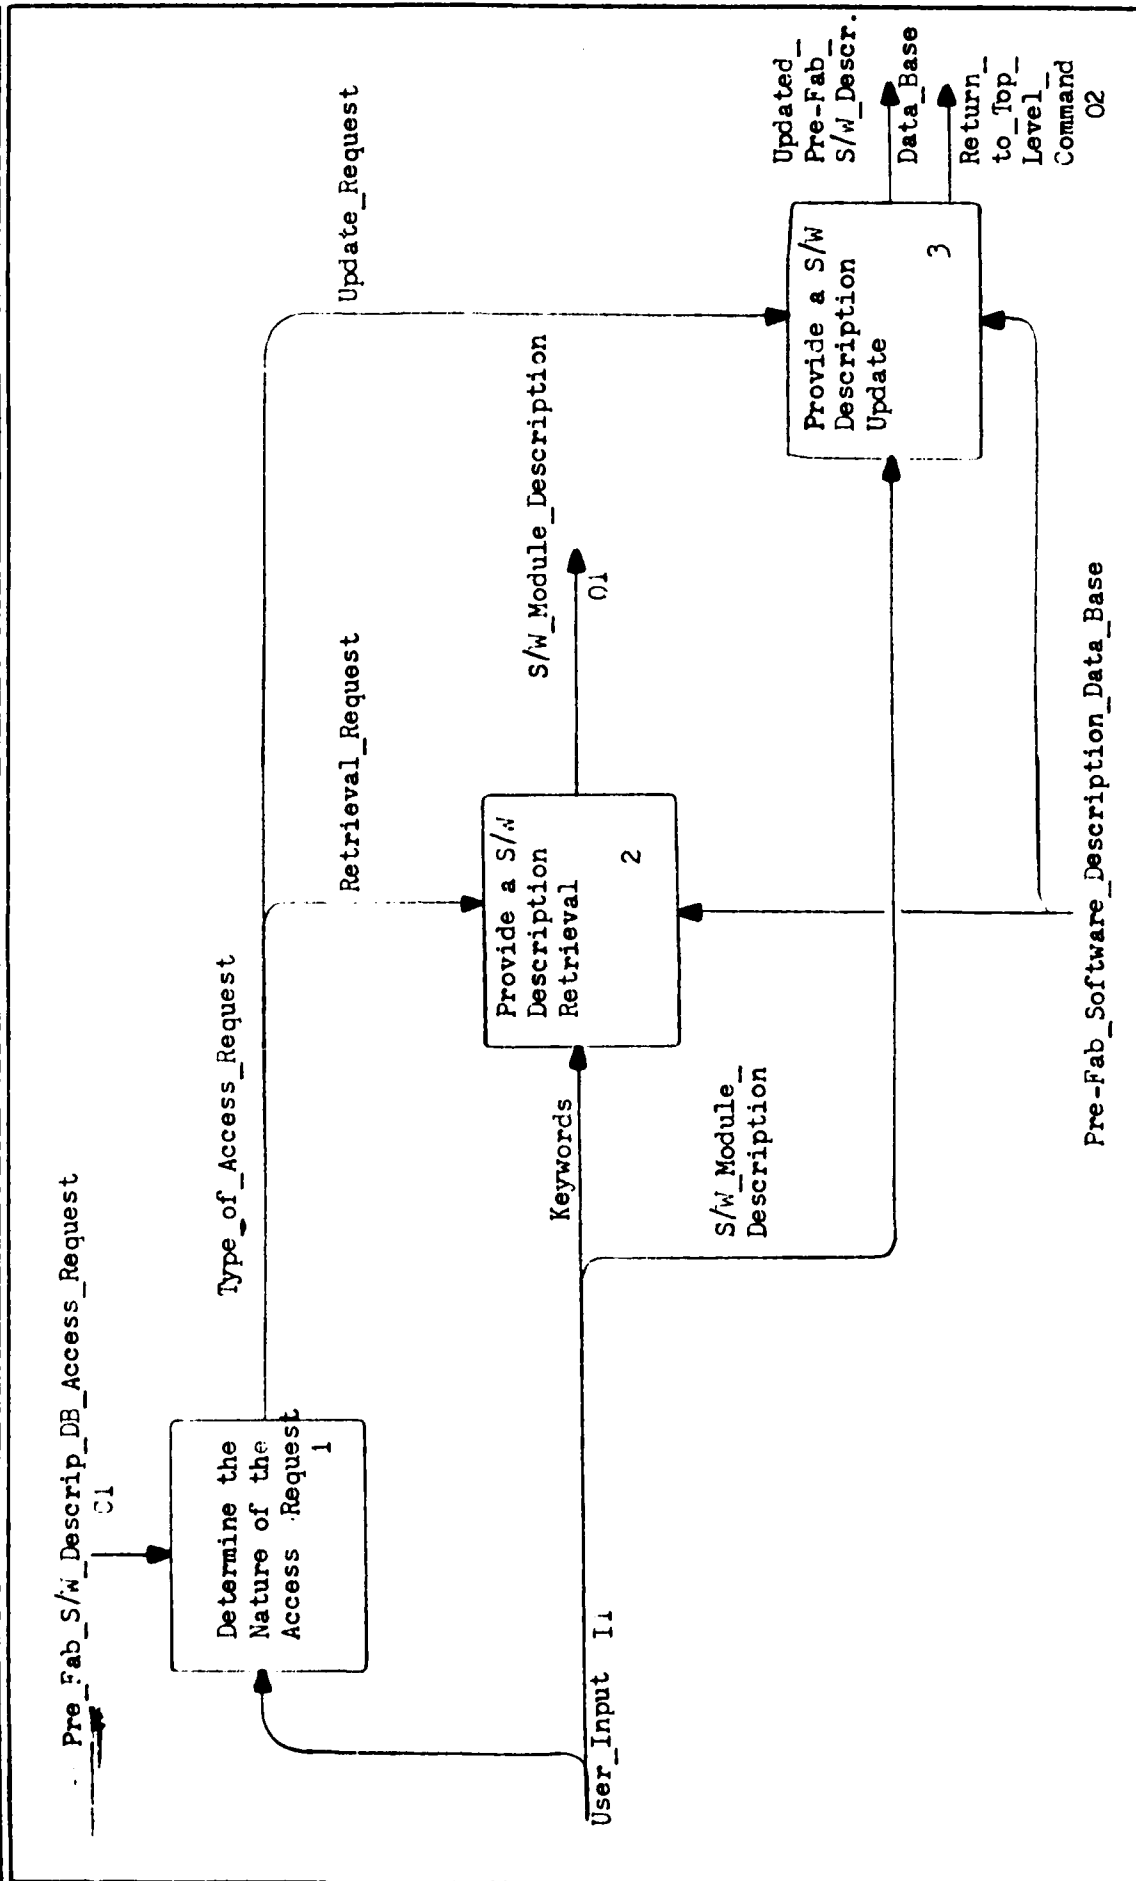 Pre_Fab_S/W_Descrip_DB_Access_Request
C1
Determine the
Nature of the
Access Request
1
Type_of_Access_Request
Update_Request
Retrieval_Request
User_Input I1
Keywords
Provide a S/W
Description
Retrieval
2
S/W_Module_Description
O1
S/W_Module_
Description
Provide a S/W
Description
Update
3
Updated_
Pre-Fab_
S/W_Descr.
Data_Base
Return_
to_Top_
Level_
Command
O2
Pre-Fab_Software_Description_Data_Base